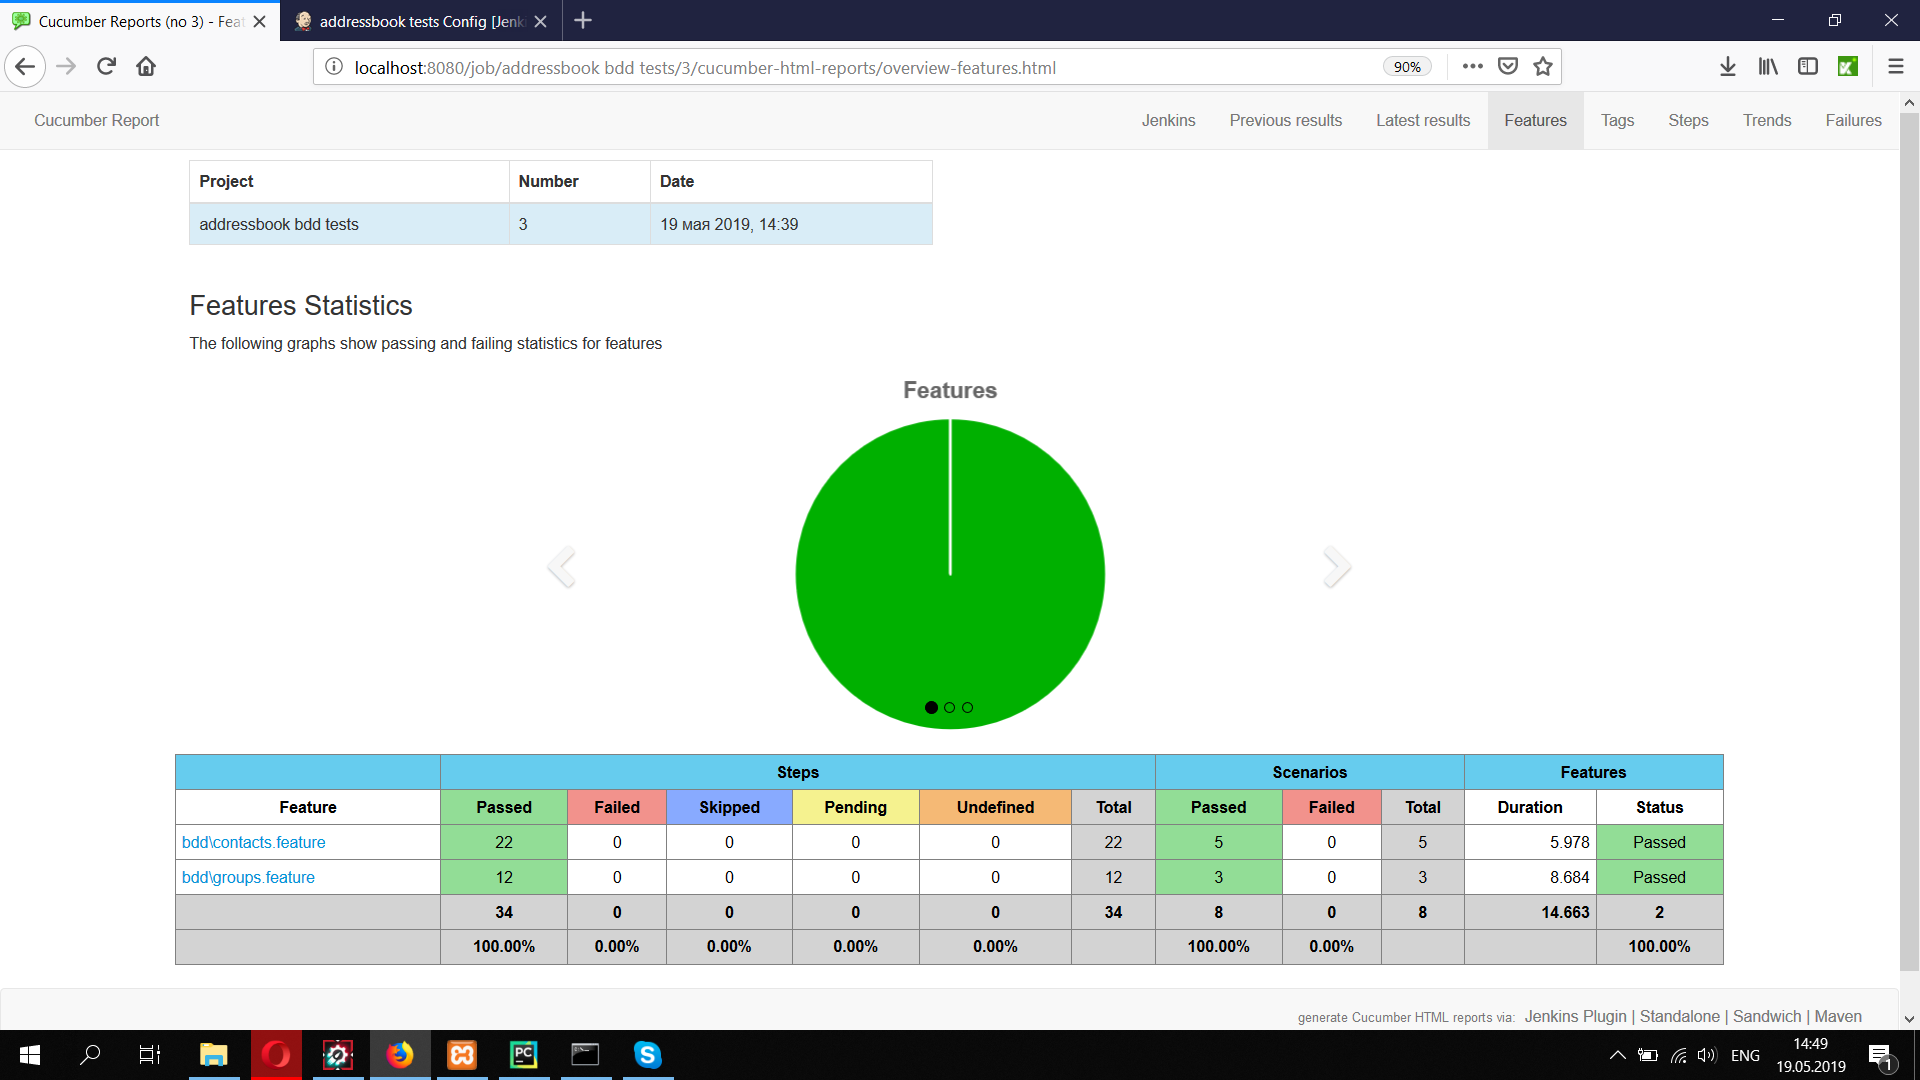 Cucumber Reports (no 3) - Feat
addressbook tests Config [Jenk
localhost:8080/job/addressbook bdd tests/3/cucumber-html-reports/overview-features.html
90%
Cucumber Report
Jenkins Previous results Latest results Features Tags Steps Trends Failures
Project Number Date
addressbook bdd tests 3 19 мая 2019, 14:39
Features Statistics
The following graphs show passing and failing statistics for features
Features
Steps Scenarios Features
Feature Passed Failed Skipped Pending Undefined Total Passed Failed Total Duration Status
bdd\contacts.feature 22 0 0 0 0 22 5 0 5 5.978 Passed
bdd\groups.feature 12 0 0 0 0 12 3 0 3 8.684 Passed
34 0 0 0 0 34 8 0 8 14.663 2
100.00% 0.00% 0.00% 0.00% 0.00% 100.00% 0.00% 100.00%
generate Cucumber HTML reports via: Jenkins Plugin | Standalone | Sandwich | Maven
PC
ENG
14:49
19.05.2019
1